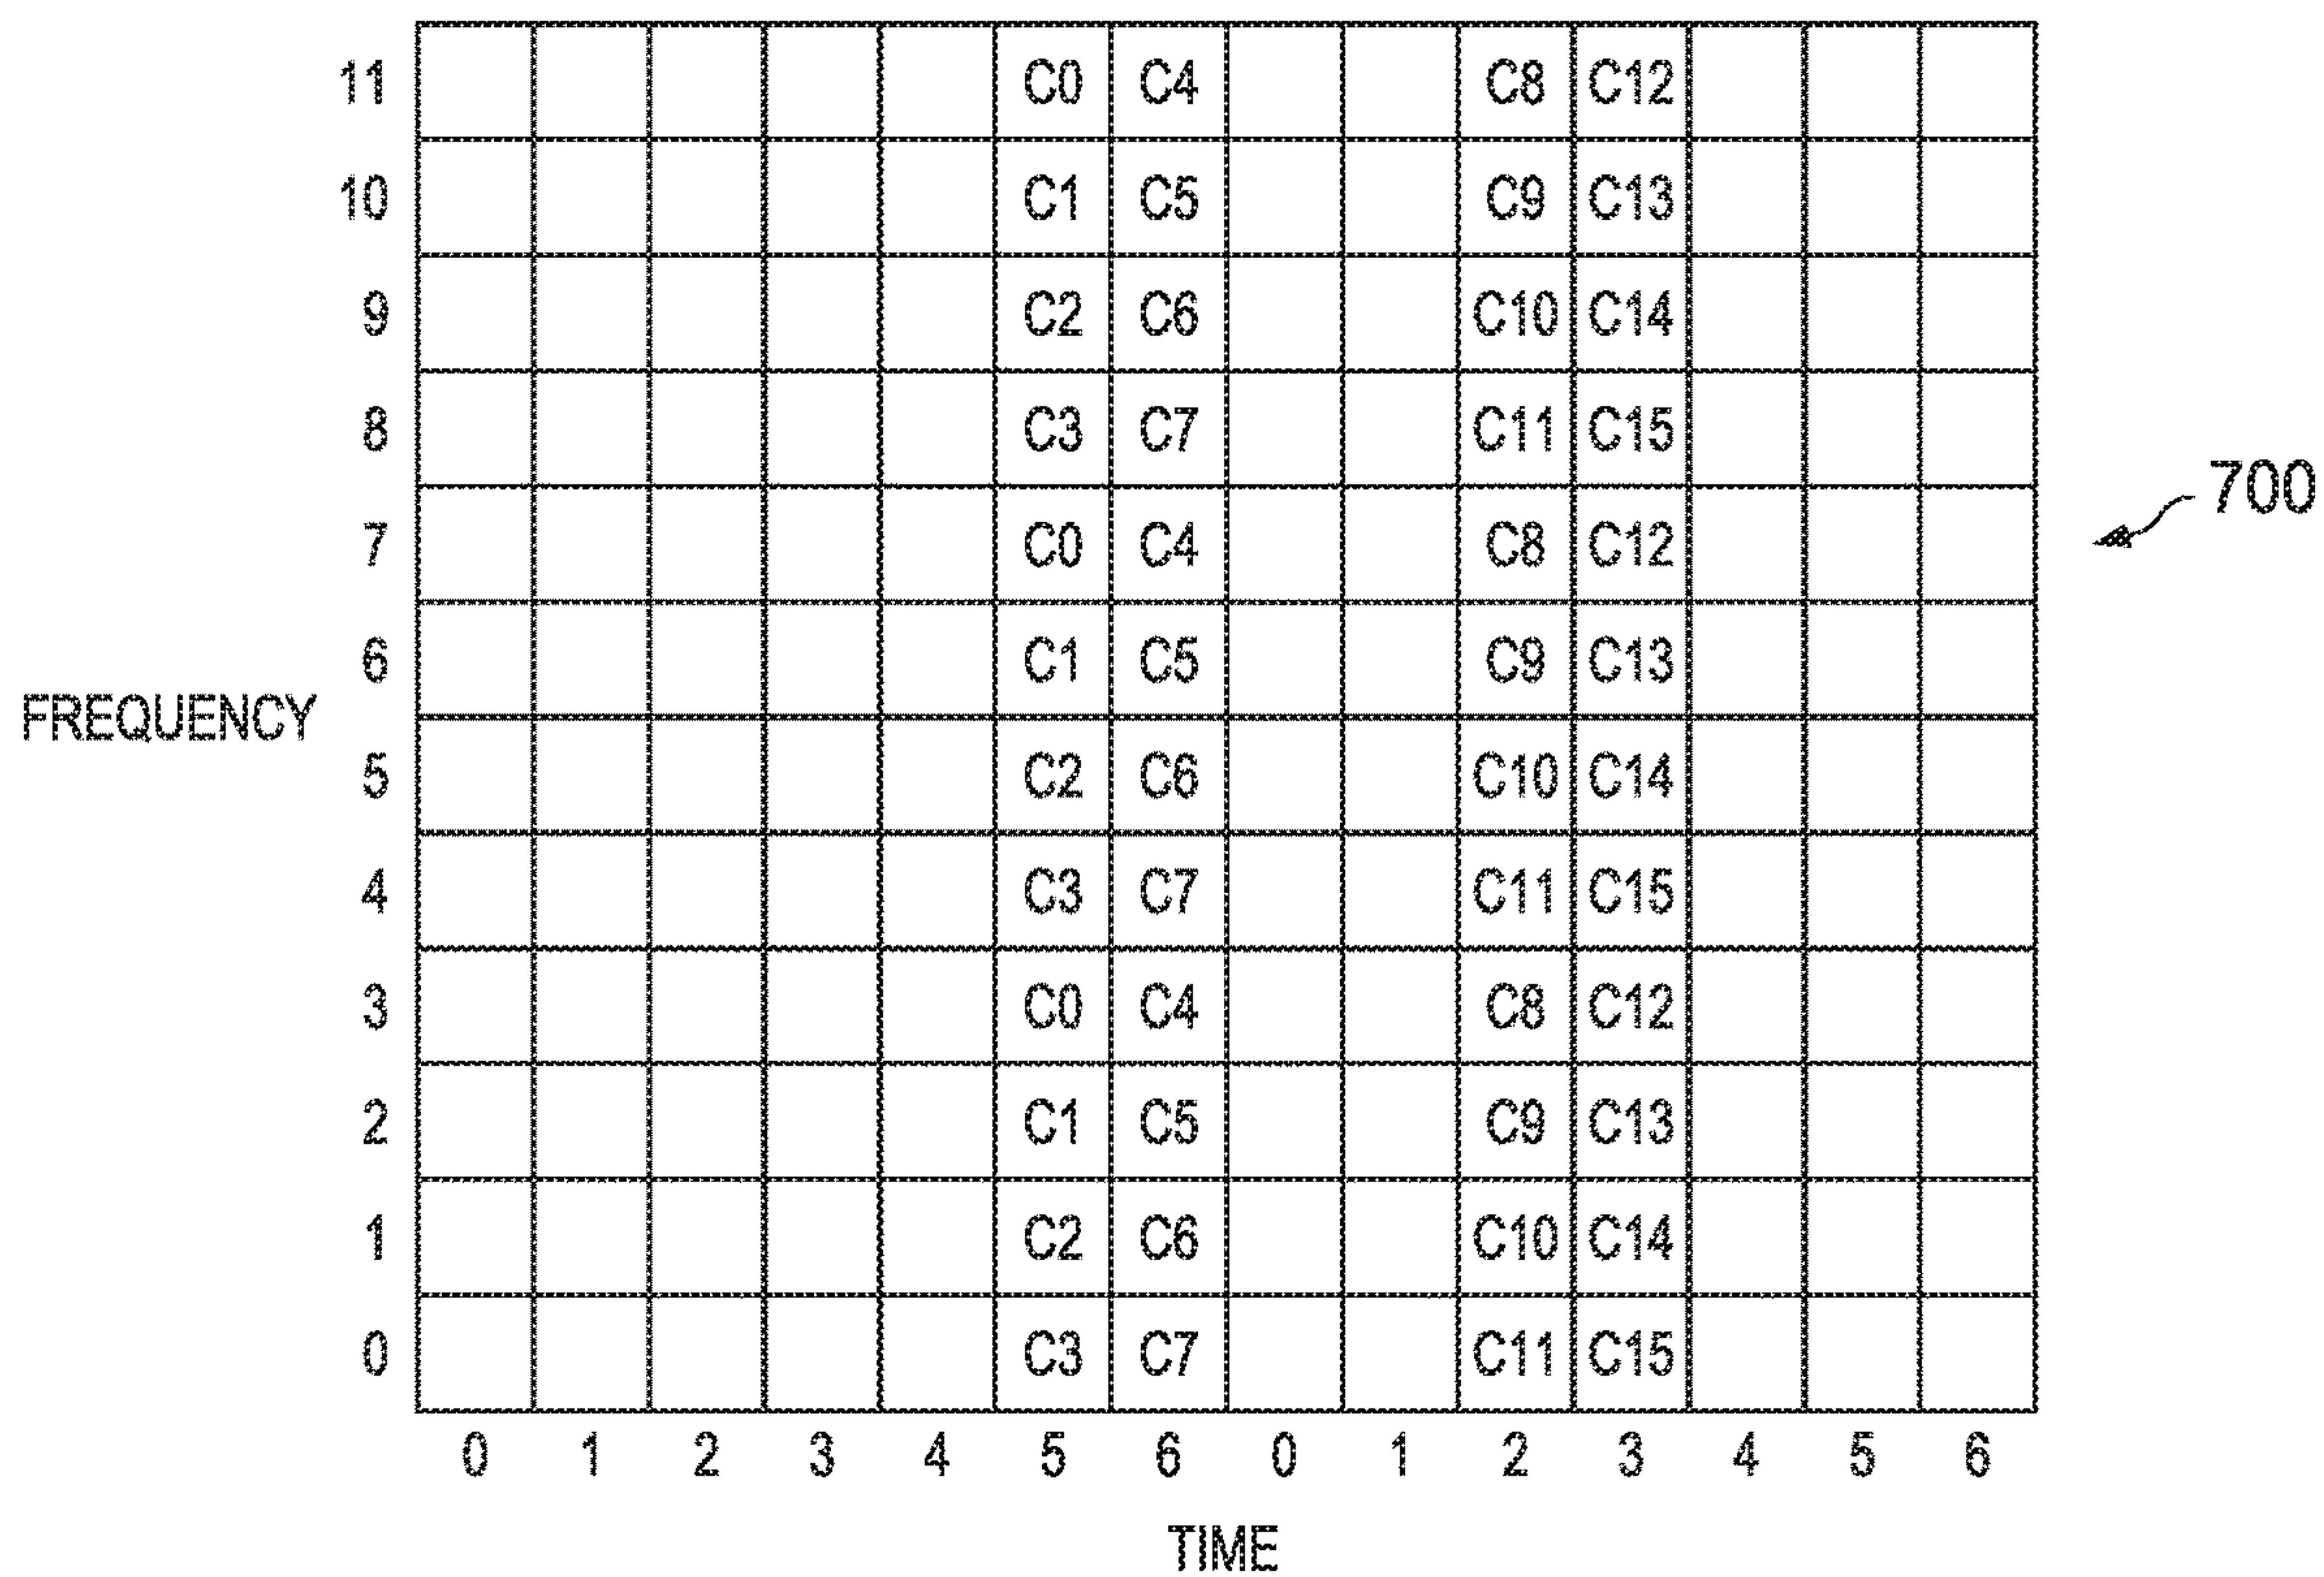 11 C0 C4 C8 C12
10 C1 C5 C9 C13
9 C2 C6 C10 C14
8 C3 C7 C11 C15
700
7 C0 C4 C8 C12
6 C1 C5 C9 C13
FREQUENCY
5 C2 C6 C10 C14
4 C3 C7 C11 C15
3 C0 C4 C8 C12
2 C1 C5 C9 C13
1 C2 C6 C10 C14
0 C3 C7 C11 C15
0 1 2 3 4 5 6 0 1 2 3 4 5 6
TIME